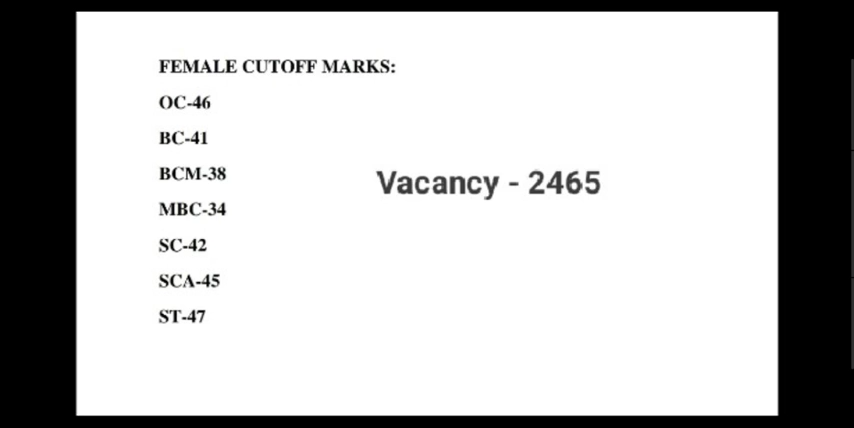 FEMALE CUTOFF MARKS:
OC-46
BC-41
BCM-38
Vacancy - 2465
MBC-34
SC-42
SCA-45
ST-47